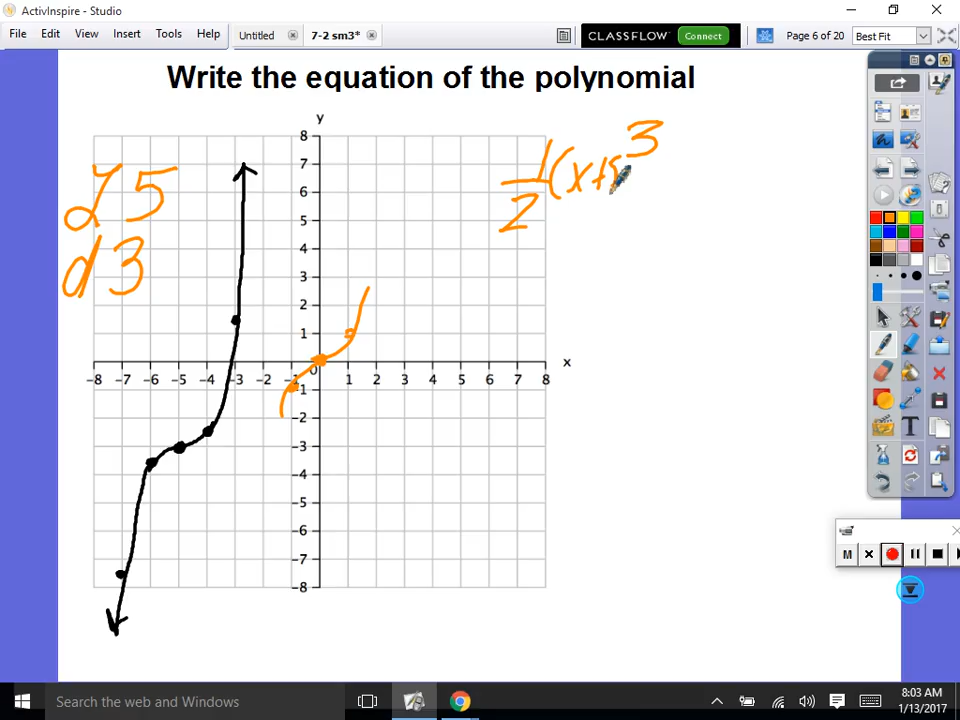 ActivInspire - Studio
File Edit View Insert Tools Help Untitled 7-2 sm3* CLASSFLOW Connect Page 6 of 20 Best Fit
Write the equation of the polynomial
y
8
7
6
5
4
3
2
1
-8 -7 -6 -5 -4 -3 -2 -1 0 1 2 3 4 5 6 7 8 x
-1
-2
-3
-4
-5
-6
-7
-8
5
d 3
1/2(x+ 3
T
M
Search the web and Windows
8:03 AM
1/13/2017